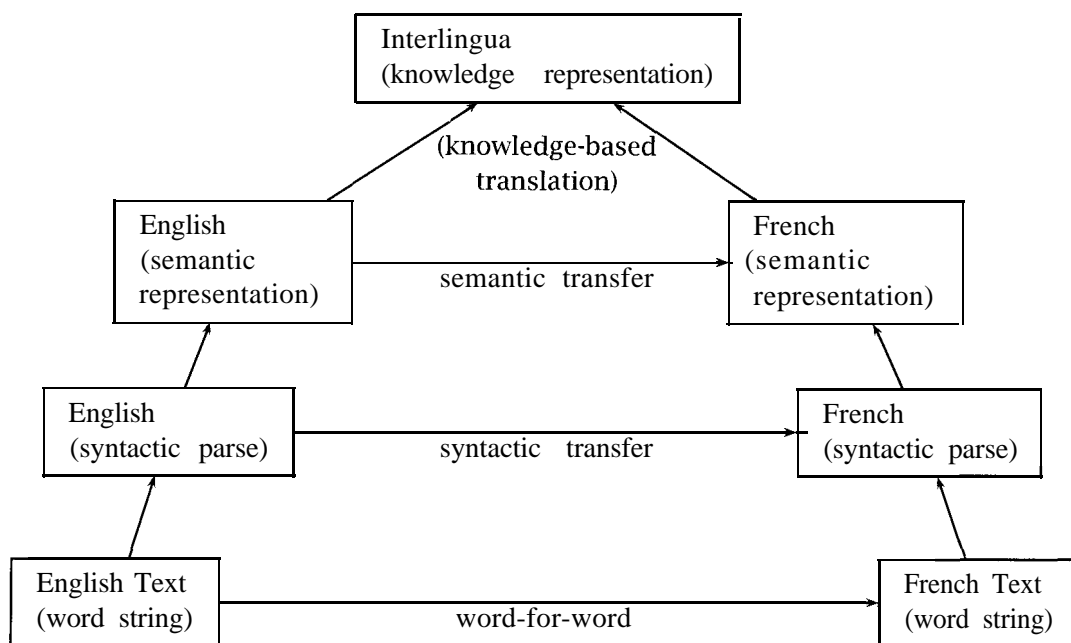 Interlingua
(knowledge representation)
(knowledge-based
translation)
English
(semantic
representation)
semantic transfer
French
(semantic
representation)
English
(syntactic parse)
syntactic transfer
French
(syntactic parse)
English Text
(word string)
word-for-word
French Text
(word string)